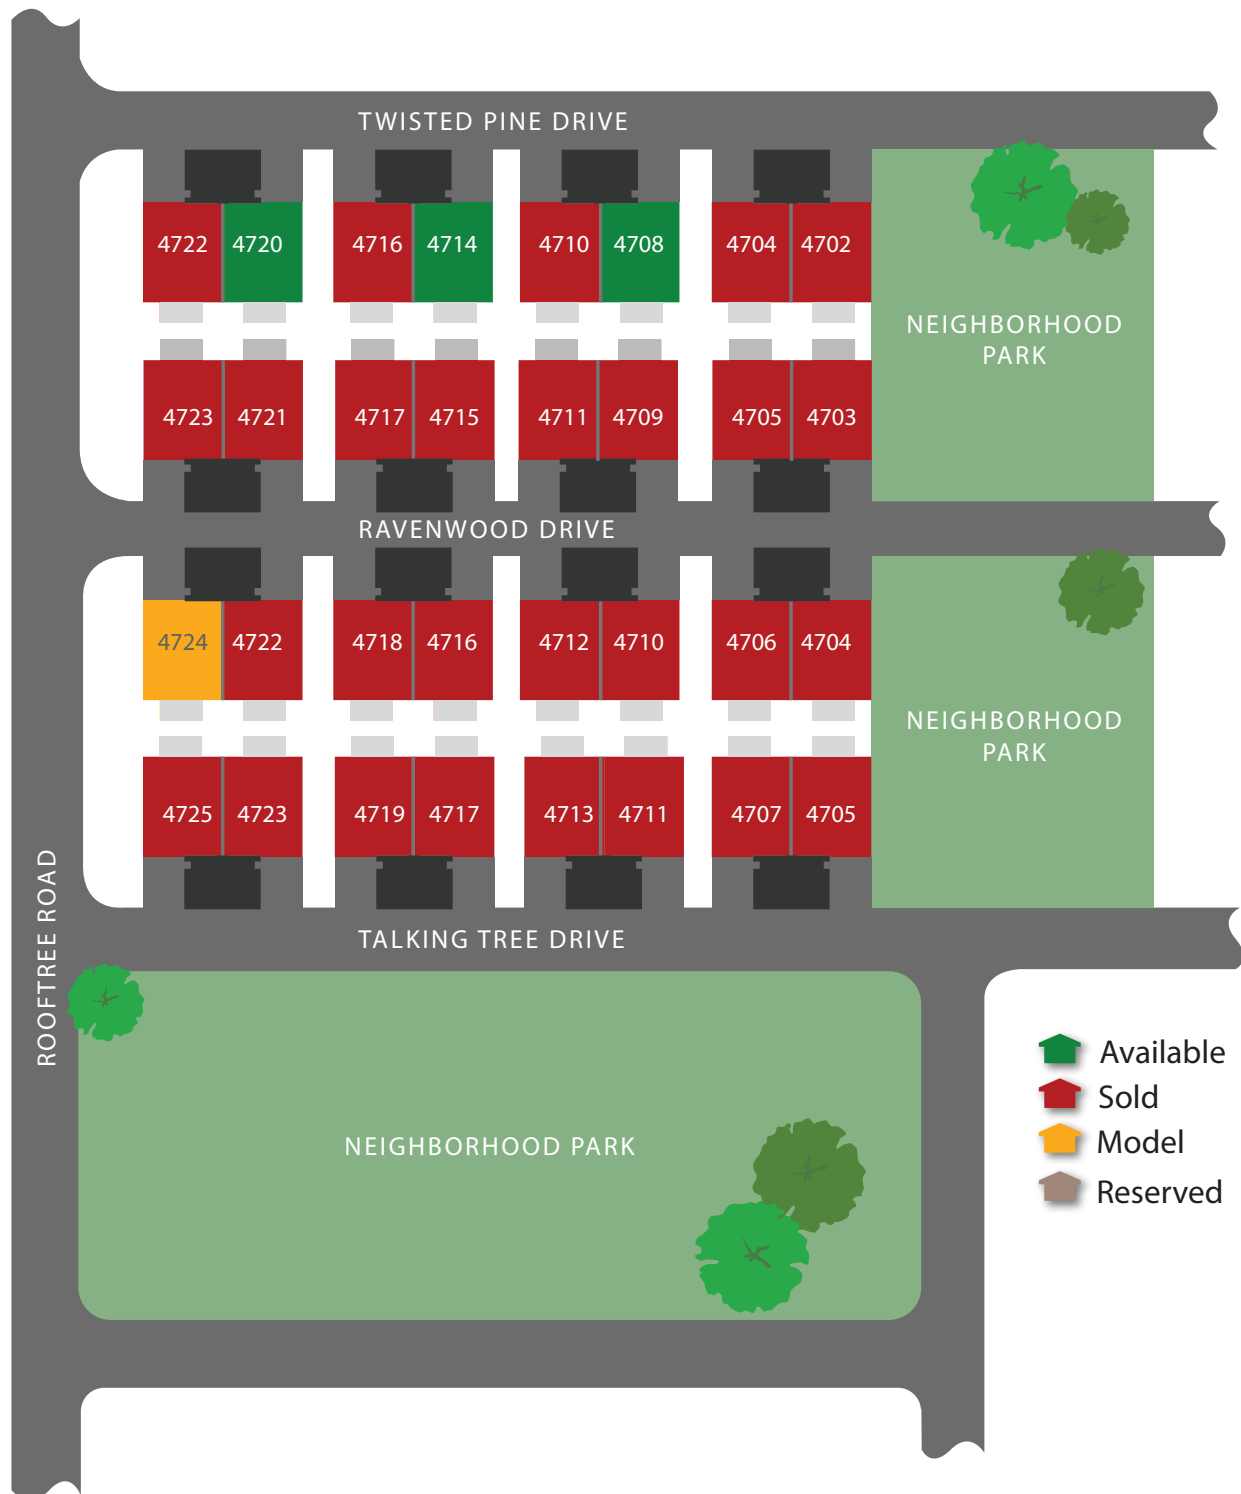 TWISTED PINE DRIVE
4722 4720 4716 4714 4710 4708 4704 4702
NEIGHBORHOOD
PARK
4723 4721 4717 4715 4711 4709 4705 4703
RAVENWOOD DRIVE
4724 4722 4718 4716 4712 4710 4706 4704
NEIGHBORHOOD
PARK
4725 4723 4719 4717 4713 4711 4707 4705
TALKING TREE DRIVE
ROOFTREE ROAD
Available
Sold
Model
Reserved
NEIGHBORHOOD PARK